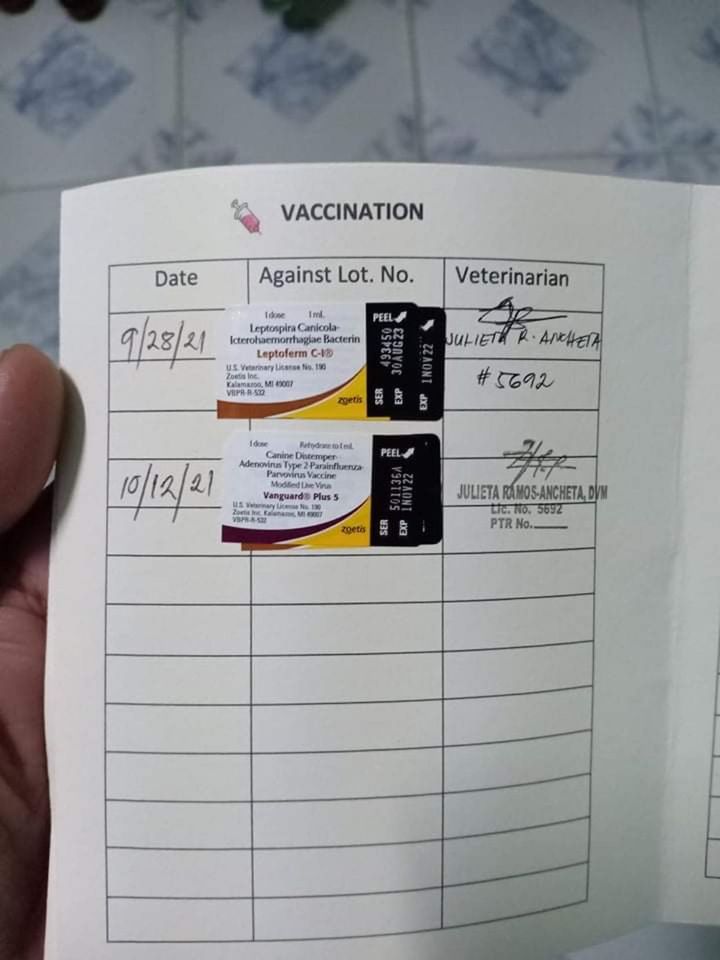 VACCINATION
Date Against Lot. No. Veterinarian
9/28/21
1 dose 1 mL
Leptospira Canicola-
Icterohaemorrhagiae Bacterin
Leptoferm C-I®
U.S. Veterinary License No. 190
Zoetis Inc.
Kalamazoo, MI 49007
VBPR-R-532
zoetis
PEEL
SER 493450
EXP 30AUG23
EXP 1NOV22
JULIETA R. ANCHETA
#5692
10/12/21
1 dose Rehydrate to 1 mL
Canine Distemper-
Adenovirus Type 2-Parainfluenza-
Parvovirus Vaccine
Modified Live Virus
Vanguard® Plus 5
U.S. Veterinary License No. 190
Zoetis Inc. Kalamazoo, MI 49007
VBPR-R-532
zoetis
PEEL
SER 501136A
EXP 1NOV22
JULIETA RAMOS-ANCHETA, DVM
Lic. No. 5692
PTR No.